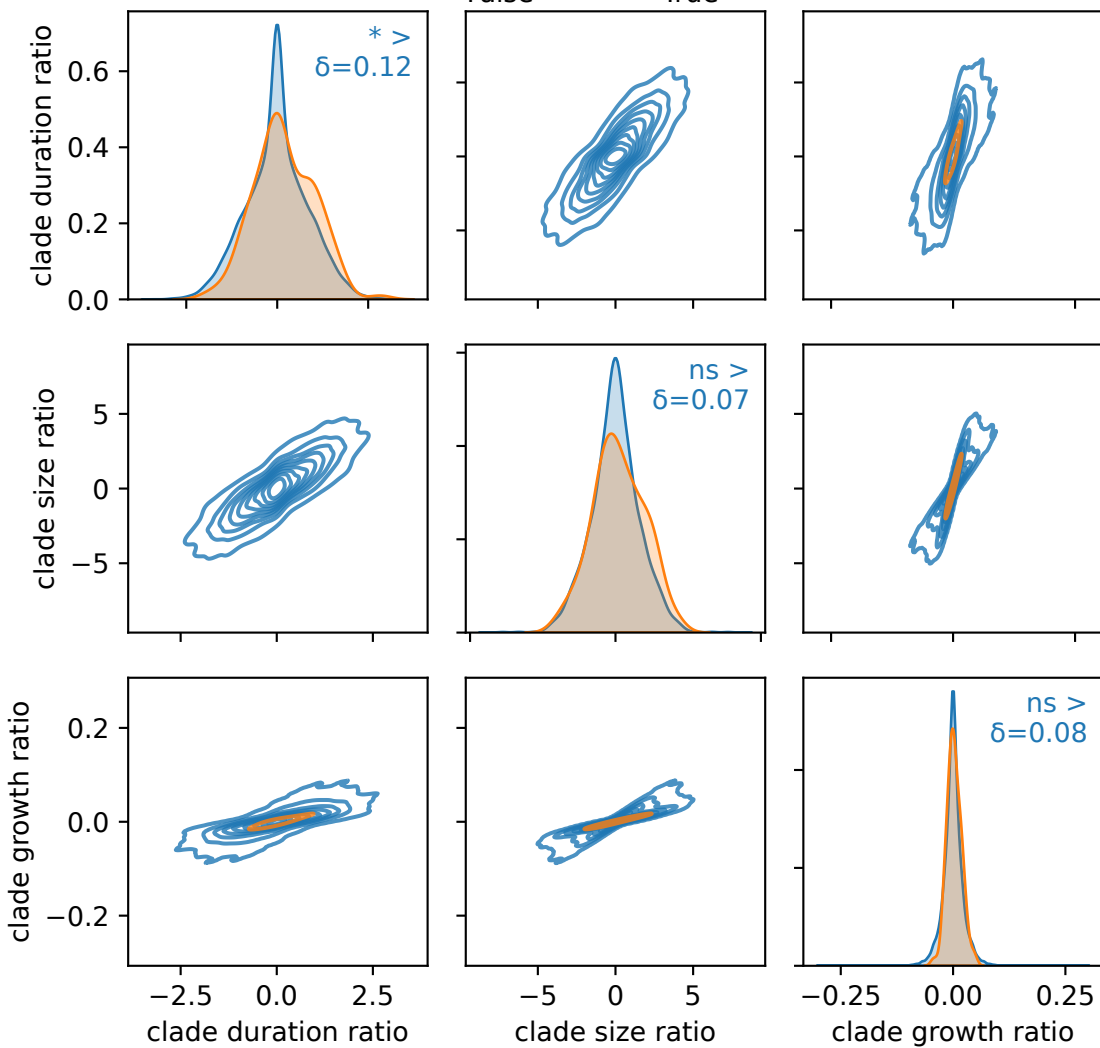 clade duration ratio
0.6
0.4
0.2
0.0
* >
δ=0.12
clade size ratio
5
0
−5
ns >
δ=0.07
clade growth ratio
0.2
0.0
−0.2
ns >
δ=0.08
−2.5 0.0 2.5
−5 0 5
−0.25 0.00 0.25
clade duration ratio
clade size ratio
clade growth ratio